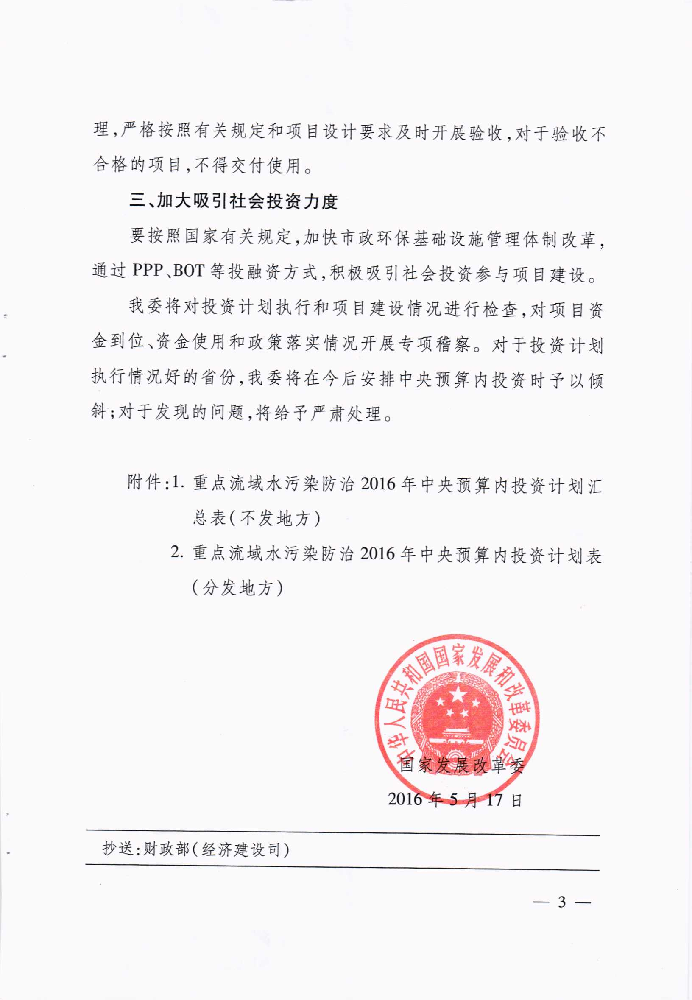 理,严格按照有关规定和项目设计要求及时开展验收,对于验收不
合格的项目,不得交付使用。
三、加大吸引社会投资力度
要按照国家有关规定,加快市政环保基础设施管理体制改革,
通过 PPP、BOT 等投融资方式,积极吸引社会投资参与项目建设。
我委将对投资计划执行和项目建设情况进行检查,对项目资
金到位、资金使用和政策落实情况开展专项稽察。对于投资计划
执行情况好的省份,我委将在今后安排中央预算内投资时予以倾
斜;对于发现的问题,将给予严肃处理。
附件:1. 重点流域水污染防治 2016 年中央预算内投资计划汇
总表(不发地方)
2. 重点流域水污染防治 2016 年中央预算内投资计划表
(分发地方)
中华人民共和国国家发展和改革委员会
国家发展改革委
2016 年 5 月 17 日
抄送:财政部(经济建设司)
— 3 —